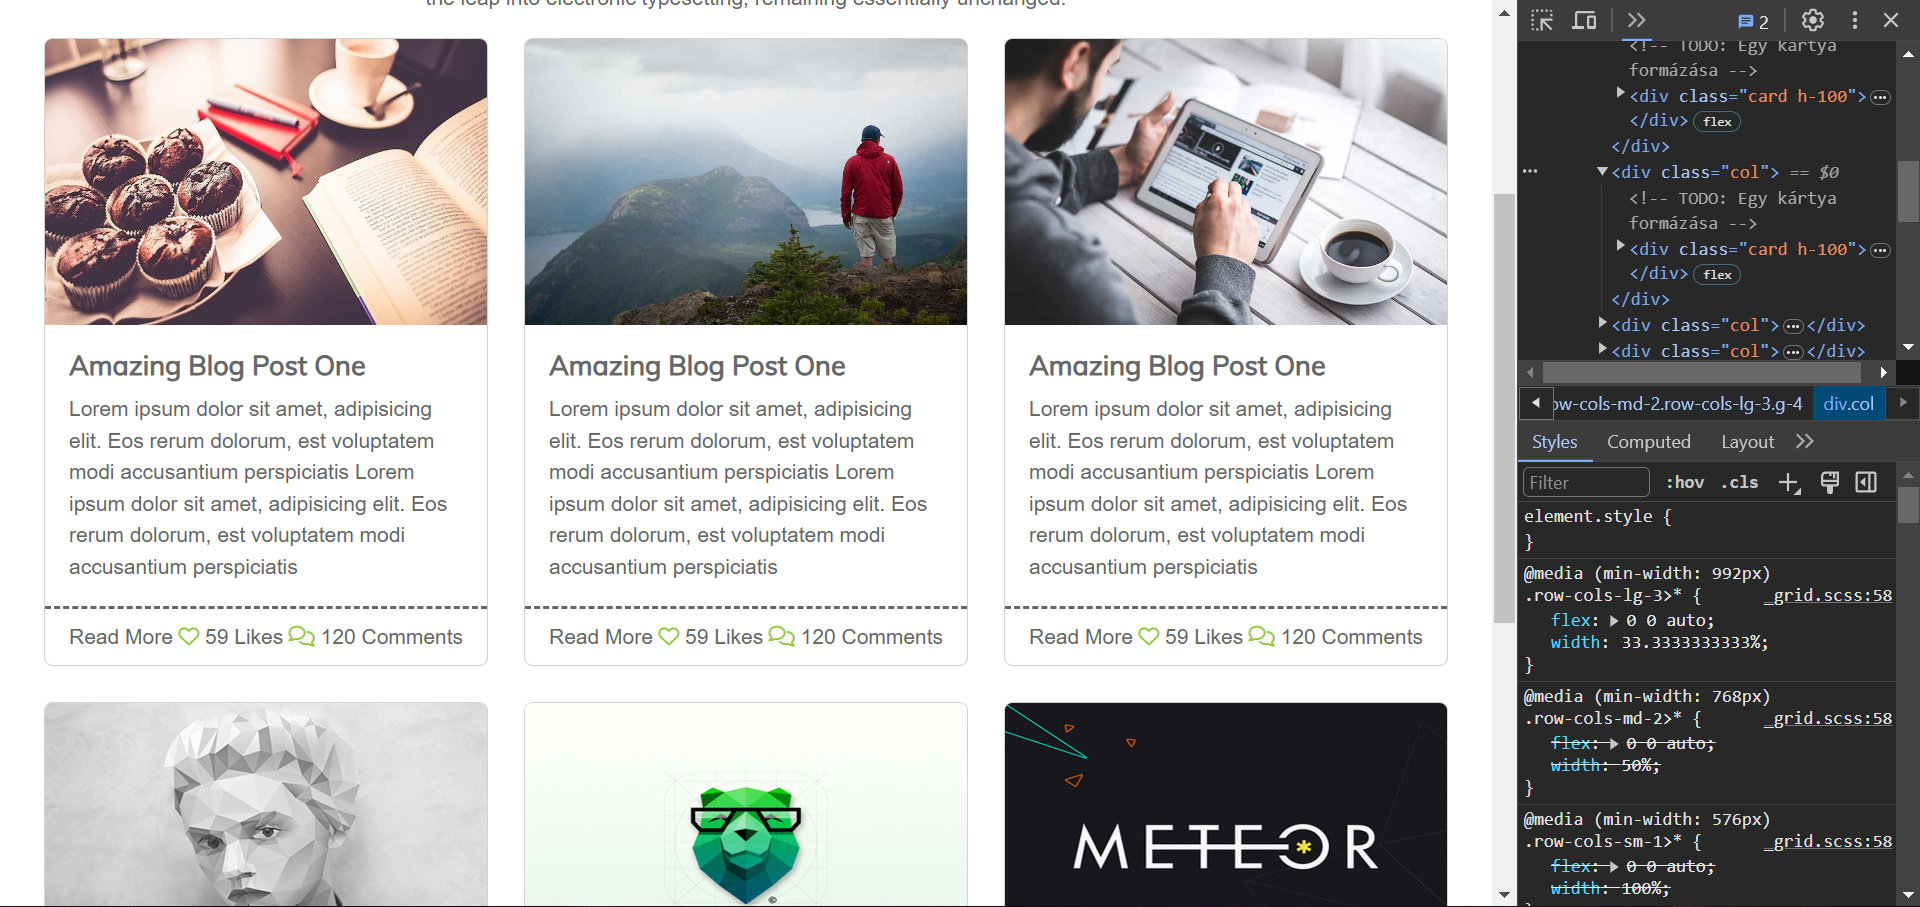 the leap into electronic typesetting, remaining essentially unchanged.
Amazing Blog Post One
Lorem ipsum dolor sit amet, adipisicing
elit. Eos rerum dolorum, est voluptatem
modi accusantium perspiciatis Lorem
ipsum dolor sit amet, adipisicing elit. Eos
rerum dolorum, est voluptatem modi
accusantium perspiciatis
Read More 59 Likes 120 Comments
Amazing Blog Post One
Lorem ipsum dolor sit amet, adipisicing
elit. Eos rerum dolorum, est voluptatem
modi accusantium perspiciatis Lorem
ipsum dolor sit amet, adipisicing elit. Eos
rerum dolorum, est voluptatem modi
accusantium perspiciatis
Read More 59 Likes 120 Comments
Amazing Blog Post One
Lorem ipsum dolor sit amet, adipisicing
elit. Eos rerum dolorum, est voluptatem
modi accusantium perspiciatis Lorem
ipsum dolor sit amet, adipisicing elit. Eos
rerum dolorum, est voluptatem modi
accusantium perspiciatis
Read More 59 Likes 120 Comments
©
METEOR
2
<!-- TODO: Egy kártya
formázása -->
<div class="card h-100">
</div> flex
</div>
<div class="col"> == $0
<!-- TODO: Egy kártya
formázása -->
<div class="card h-100">
</div> flex
</div>
<div class="col"></div>
<div class="col"></div>
ow-cols-md-2.row-cols-lg-3.g-4 div.col
Styles Computed Layout
Filter :hov .cls
element.style {
}
@media (min-width: 992px)
.row-cols-lg-3>* { _grid.scss:58
flex: 0 0 auto;
width: 33.3333333333%;
}
@media (min-width: 768px)
.row-cols-md-2>* { _grid.scss:58
flex: 0 0 auto;
width: 50%;
}
@media (min-width: 576px)
.row-cols-sm-1>* { _grid.scss:58
flex: 0 0 auto;
width: 100%;
}